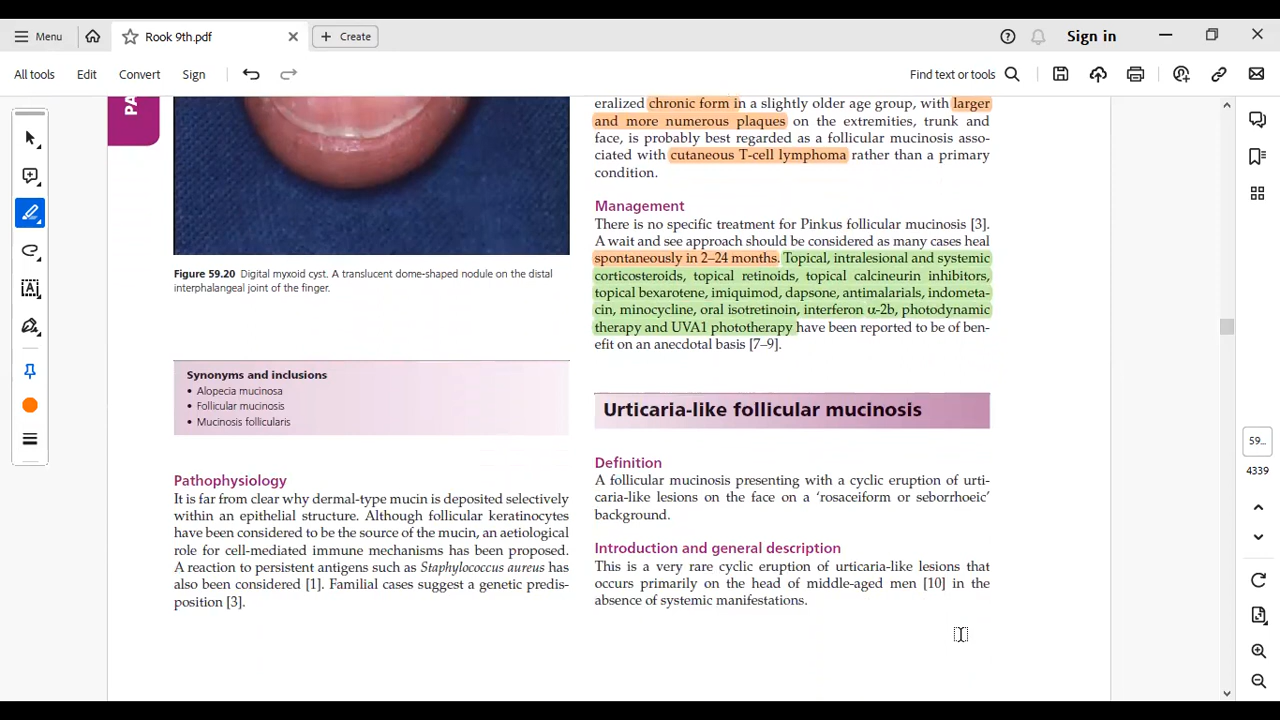 Menu
Rook 9th.pdf
Create
Sign in
All tools
Edit
Convert
Sign
Find text or tools
PA
Figure 59.20 Digital myxoid cyst. A translucent dome-shaped nodule on the distal
interphalangeal joint of the finger.
Synonyms and inclusions
• Alopecia mucinosa
• Follicular mucinosis
• Mucinosis follicularis
Pathophysiology
It is far from clear why dermal-type mucin is deposited selectively
within an epithelial structure. Although follicular keratinocytes
have been considered to be the source of the mucin, an aetiological
role for cell-mediated immune mechanisms has been proposed.
A reaction to persistent antigens such as Staphylococcus aureus has
also been considered [1]. Familial cases suggest a genetic predis-
position [3].
eralized chronic form in a slightly older age group, with larger
and more numerous plaques on the extremities, trunk and
face, is probably best regarded as a follicular mucinosis asso-
ciated with cutaneous T-cell lymphoma rather than a primary
condition.
Management
There is no specific treatment for Pinkus follicular mucinosis [3].
A wait and see approach should be considered as many cases heal
spontaneously in 2–24 months. Topical, intralesional and systemic
corticosteroids, topical retinoids, topical calcineurin inhibitors,
topical bexarotene, imiquimod, dapsone, antimalarials, indometa-
cin, minocycline, oral isotretinoin, interferon α-2b, photodynamic
therapy and UVA1 phototherapy have been reported to be of ben-
efit on an anecdotal basis [7–9].
Urticaria-like follicular mucinosis
Definition
A follicular mucinosis presenting with a cyclic eruption of urti-
caria-like lesions on the face on a ‘rosaceiform or seborrhoeic’
background.
Introduction and general description
This is a very rare cyclic eruption of urticaria-like lesions that
occurs primarily on the head of middle-aged men [10] in the
absence of systemic manifestations.
59...
4339